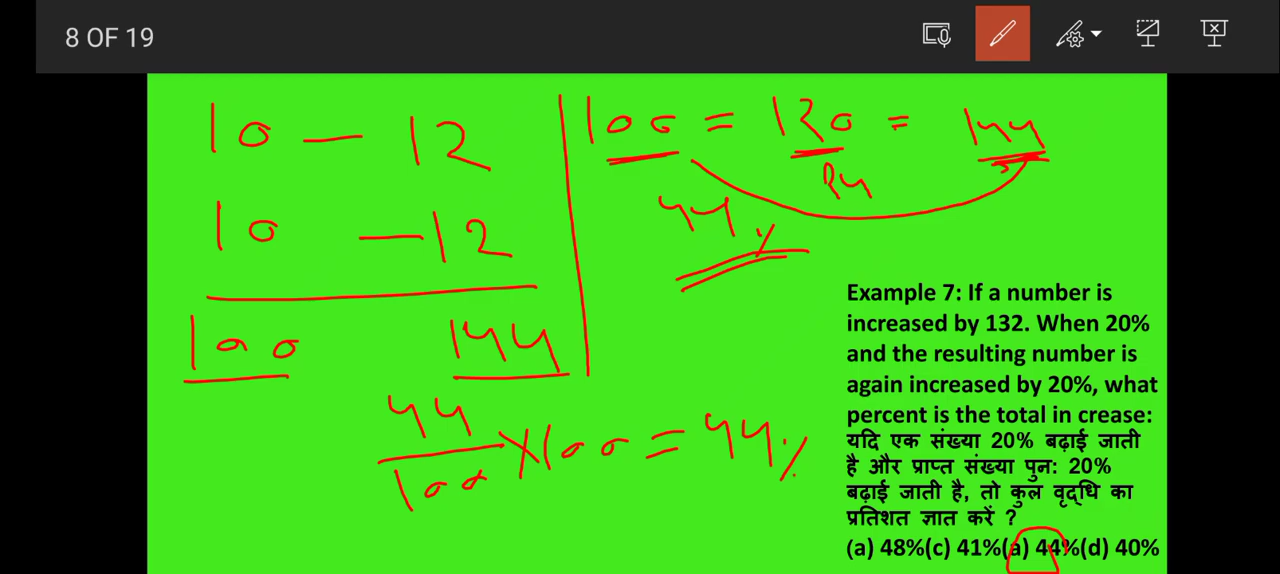 8 OF 19
10 — 12
10 — 12
100 144
44/100 × 100 = 44%
100 = 120 = 144
44%
Example 7: If a number is
increased by 132. When 20%
and the resulting number is
again increased by 20%, what
percent is the total in crease:
यदि एक संख्या 20% बढ़ाई जाती
है और प्राप्त संख्या पुन: 20%
बढ़ाई जाती है, तो कुल वृद्धि का
प्रतिशत ज्ञात करें ?
(a) 48%(c) 41%(a) 44%(d) 40%